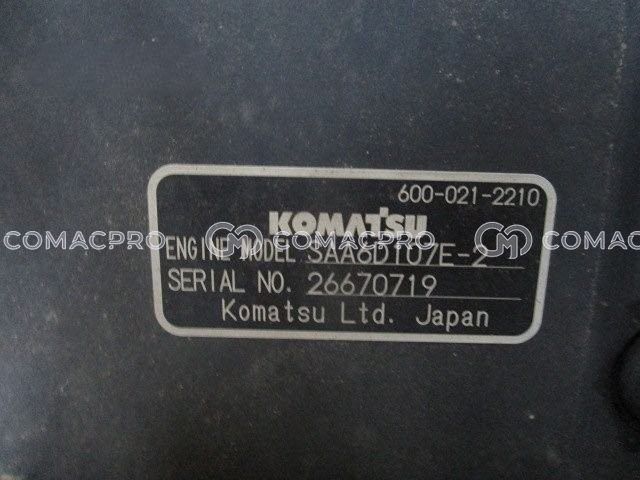 600-021-2210
KOMATSU
COMACPRO COMACPRO COMACPRO
ENGINE MODEL SAA6D107E-2
SERIAL NO. 26670719
Komatsu Ltd. Japan